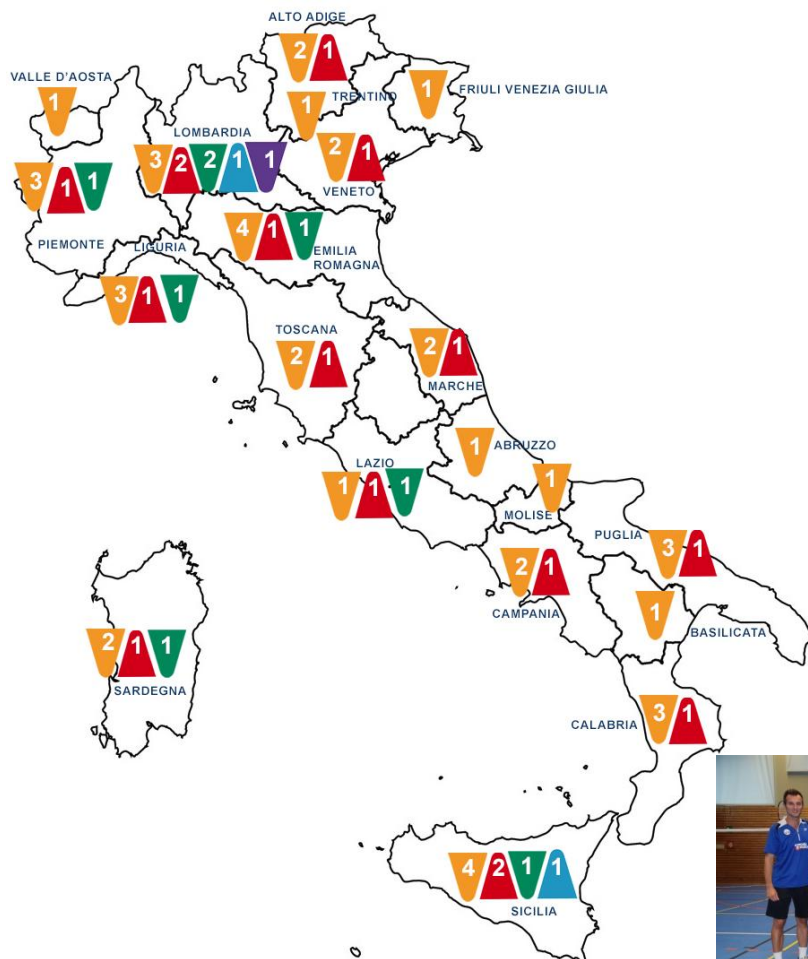 ALTO ADIGE
2 1
VALLE D'AOSTA
1
1
TRENTINO
1
FRIULI VENEZIA GIULIA
LOMBARDIA
3 2 2 1 1
2 1
VENETO
3 1 1
PIEMONTE
LIGURIA
4 1 1
EMILIA
ROMAGNA
3 1 1
TOSCANA
2 1
2 1
MARCHE
1
ABRUZZO
LAZIO
1 1 1
1
MOLISE
PUGLIA
3 1
2 1
CAMPANIA
1
BASILICATA
2 1 1
SARDEGNA
CALABRIA
3 1
4 2 1 1
SICILIA